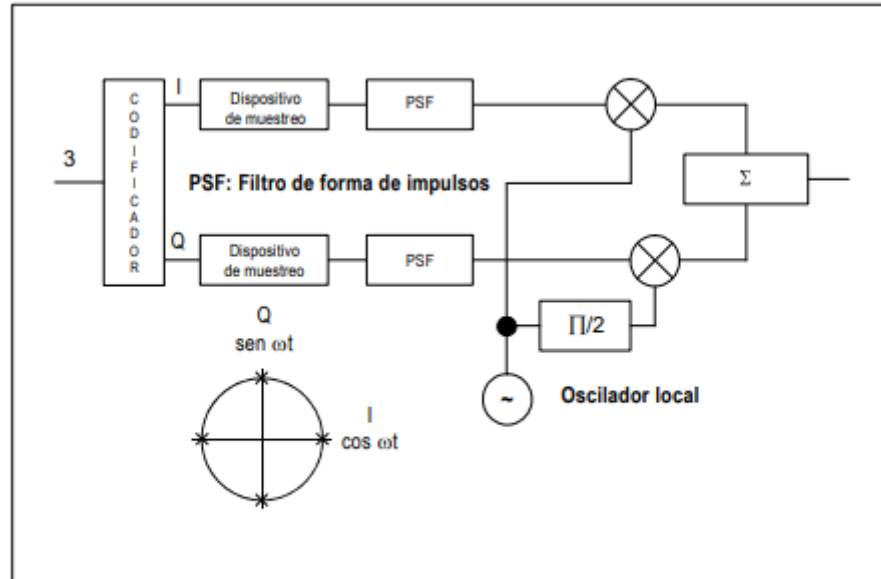 I
Dispositivo
de muestreo
PSF
CODIFICADOR
3
PSF: Filtro de forma de impulsos
Σ
Q
Dispositivo
de muestreo
PSF
∏/2
Q
sen ωt
~
Oscilador local
I
cos ωt